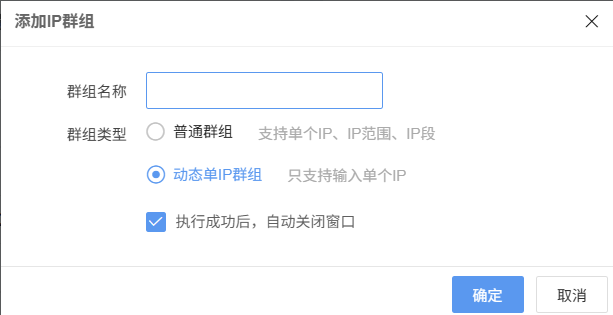 添加IP群组
群组名称
群组类型 普通群组 支持单个IP、IP范围、IP段
动态单IP群组 只支持输入单个IP
执行成功后，自动关闭窗口
确定 取消